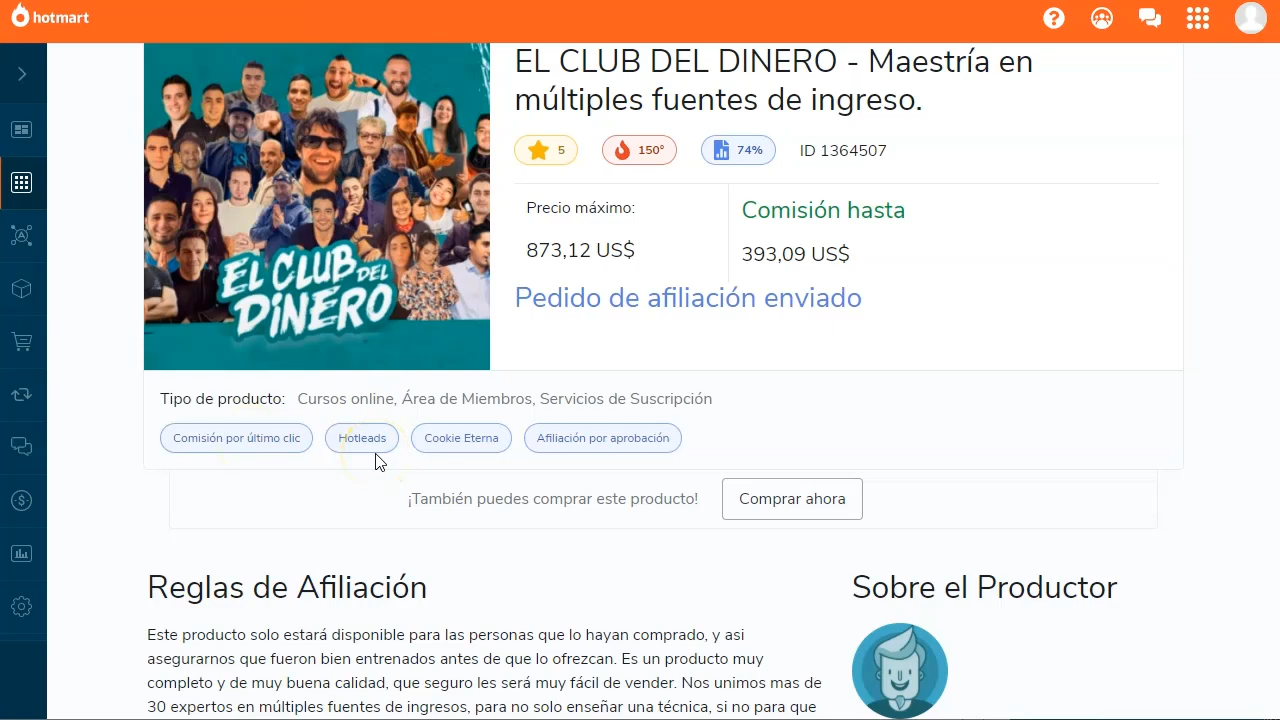 hotmart
EL CLUB DEL DINERO - Maestría en
múltiples fuentes de ingreso.
5
150°
74%
ID 1364507
Precio máximo:
873,12 US$
Comisión hasta
393,09 US$
Pedido de afiliación enviado
EL CLUB DEL
DINERO
Tipo de producto: Cursos online, Área de Miembros, Servicios de Suscripción
Comisión por último clic
Hotleads
Cookie Eterna
Afiliación por aprobación
¡También puedes comprar este producto!
Comprar ahora
Reglas de Afiliación
Este producto solo estará disponible para las personas que lo hayan comprado, y asi
asegurarnos que fueron bien entrenados antes de que lo ofrezcan. Es un producto muy
completo y de muy buena calidad, que seguro les será muy fácil de vender. Nos unimos mas de
30 expertos en múltiples fuentes de ingresos, para no solo enseñar una técnica, si no para que
Sobre el Productor